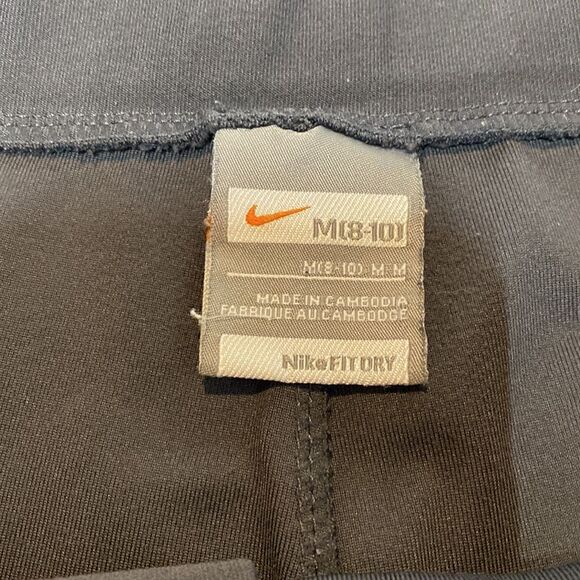 M(8-10)
M(8-10) M M
MADE IN CAMBODIA
FABRIQUE AU CAMBODGE
Nike FIT DRY